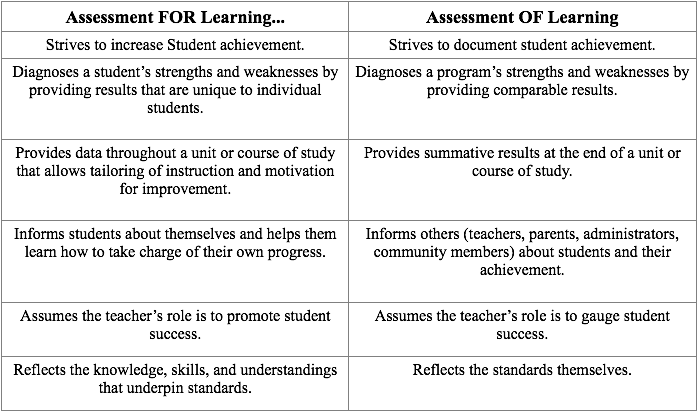 Assessment FOR Learning...
Assessment OF Learning
Strives to increase Student achievement.
Strives to document student achievement.
Diagnoses a student’s strengths and weaknesses by
providing results that are unique to individual
students.
Diagnoses a program’s strengths and weaknesses by
providing comparable results.
Provides data throughout a unit or course of study
that allows tailoring of instruction and motivation
for improvement.
Provides summative results at the end of a unit or
course of study.
Informs students about themselves and helps them
learn how to take charge of their own progress.
Informs others (teachers, parents, administrators,
community members) about students and their
achievement.
Assumes the teacher’s role is to promote student
success.
Assumes the teacher’s role is to gauge student
success.
Reflects the knowledge, skills, and understandings
that underpin standards.
Reflects the standards themselves.